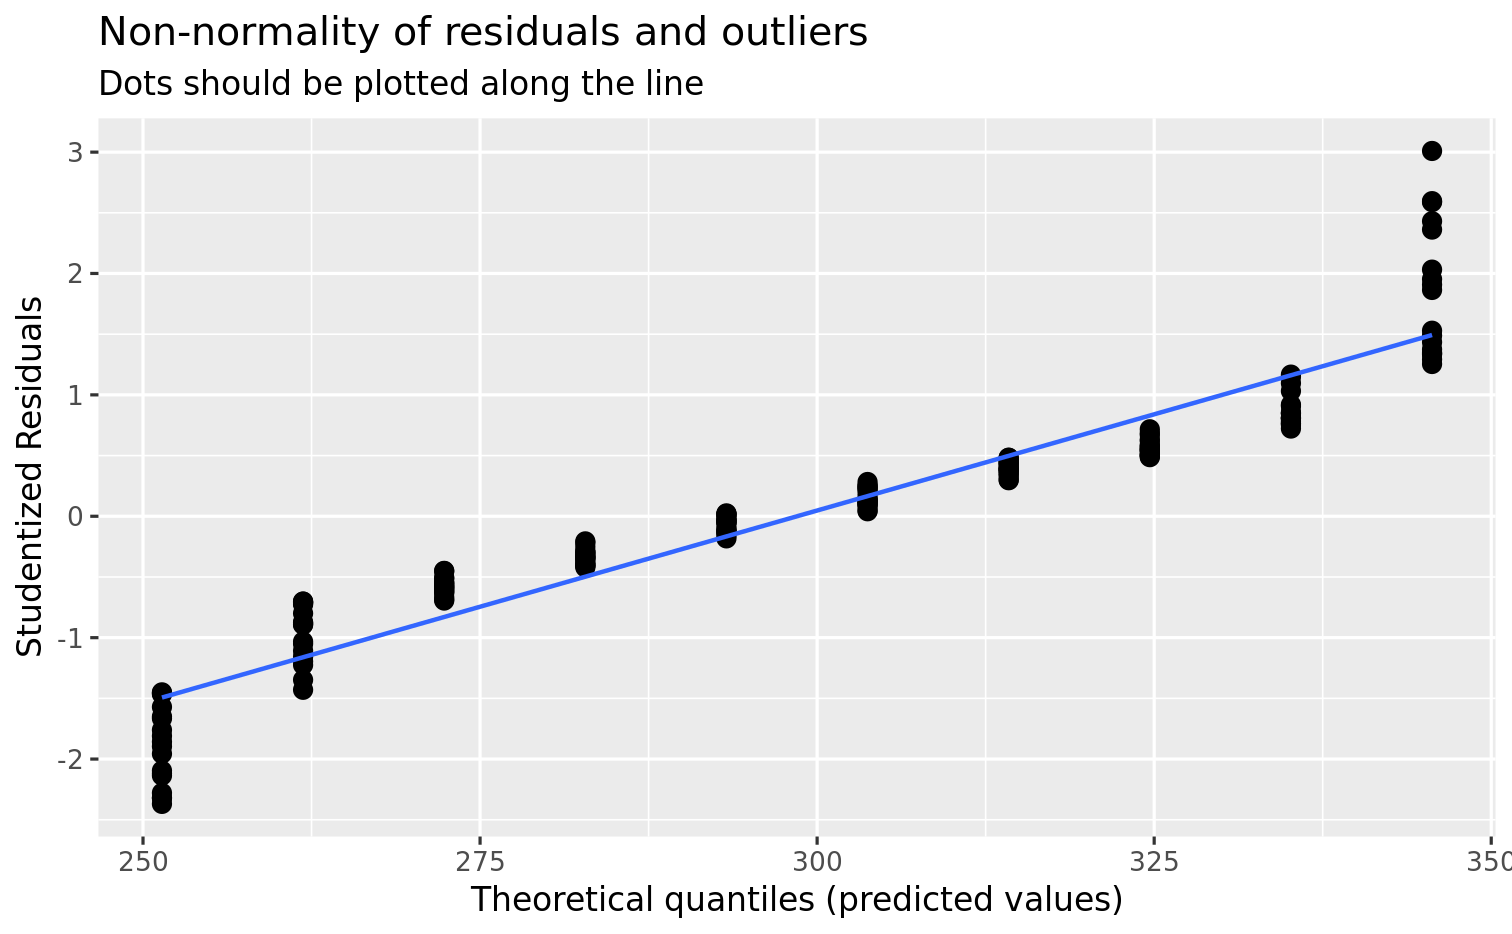 Non-normality of residuals and outliers
Dots should be plotted along the line
Studentized Residuals
3
2
1
0
-1
-2
250 275 300 325 350
Theoretical quantiles (predicted values)